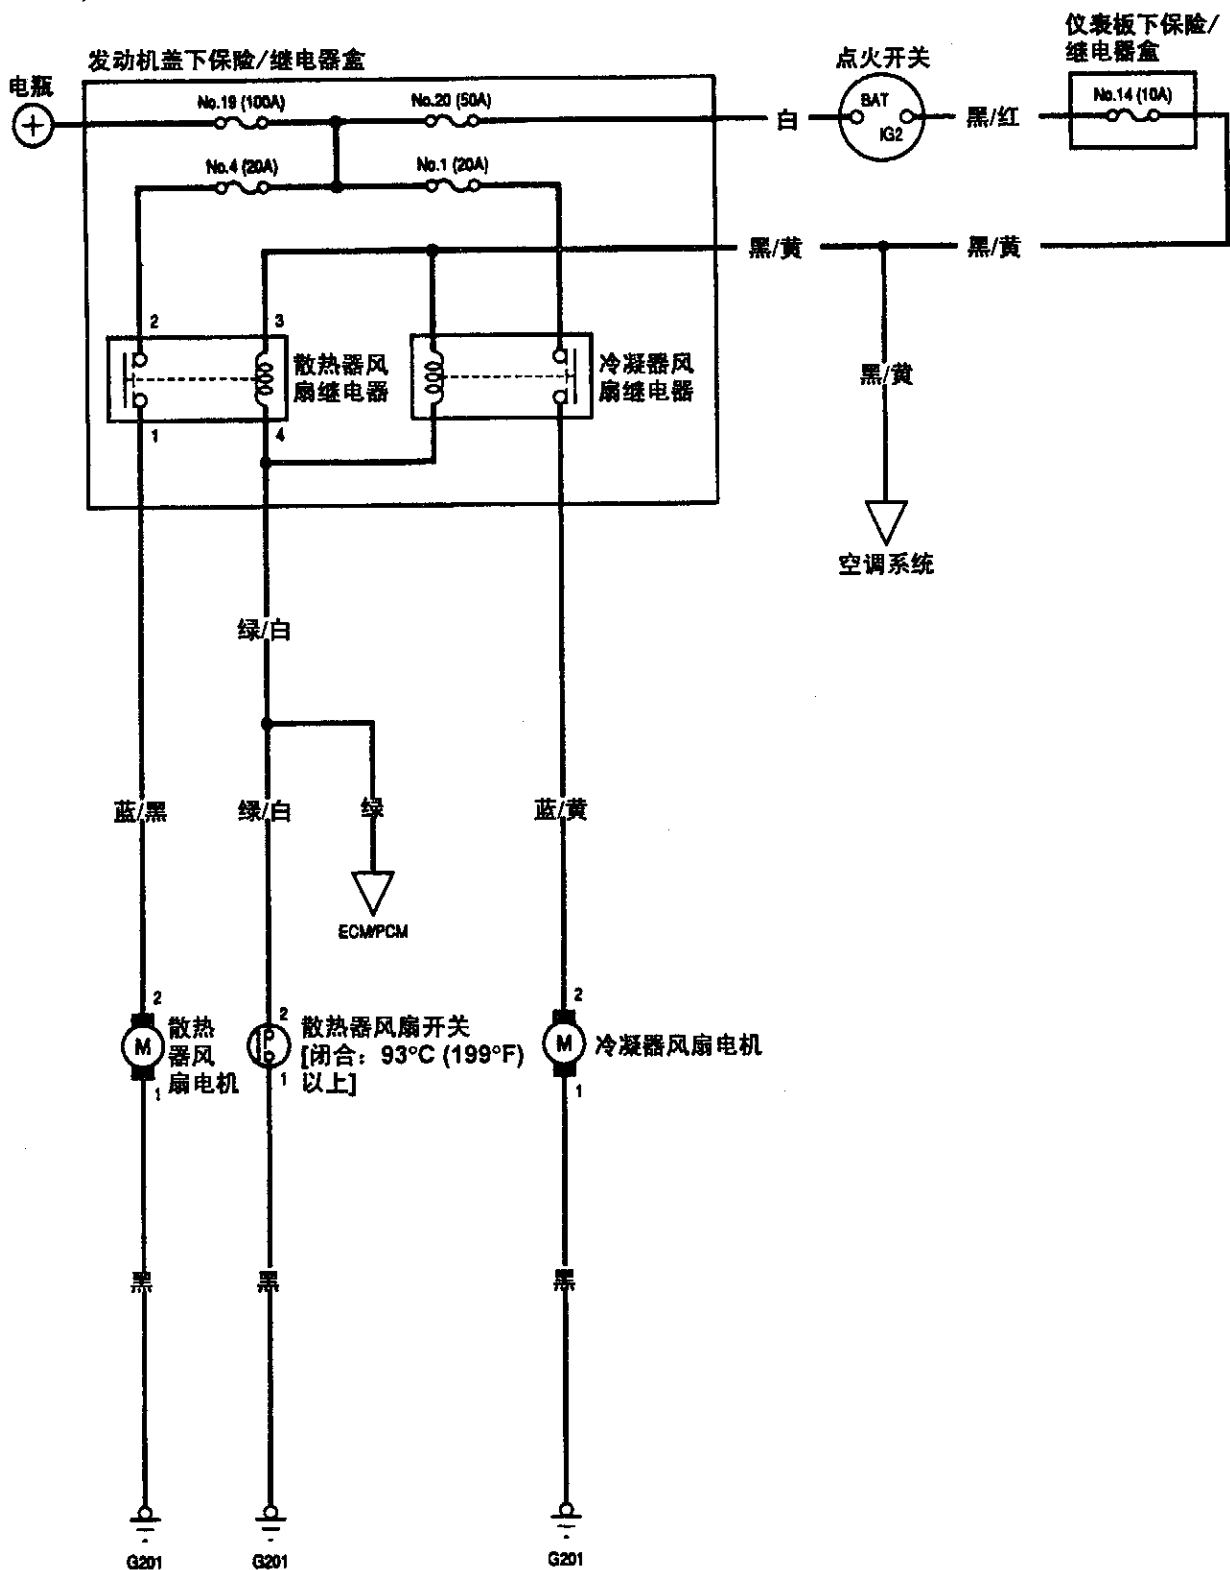 发动机盖下保险/继电器盒
电瓶
No.19 (100A)
No.20 (50A)
No.4 (20A)
No.1 (20A)
点火开关
BAT
IG2
仪表板下保险/
继电器盒
No.14 (10A)
白
黑/红
黑/黄
黑/黄
黑/黄
空调系统
2
3
散热器风
扇继电器
1
4
冷凝器风
扇继电器
绿/白
蓝/黑
绿/白
绿
蓝/黄
ECM/PCM
2
M
散热
器风
扇电机
1
2
散热器风扇开关
[闭合：93°C (199°F)
以上]
1
2
M
冷凝器风扇电机
1
黑
黑
黑
G201
G201
G201